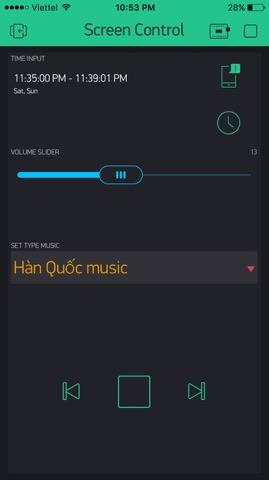 Viettel 10:53 PM 28%
Screen Control
TIME INPUT
11:35:00 PM - 11:39:01 PM
Sat, Sun
VOLUME SLIDER 13
SET TYPE MUSIC
Hàn Quốc music